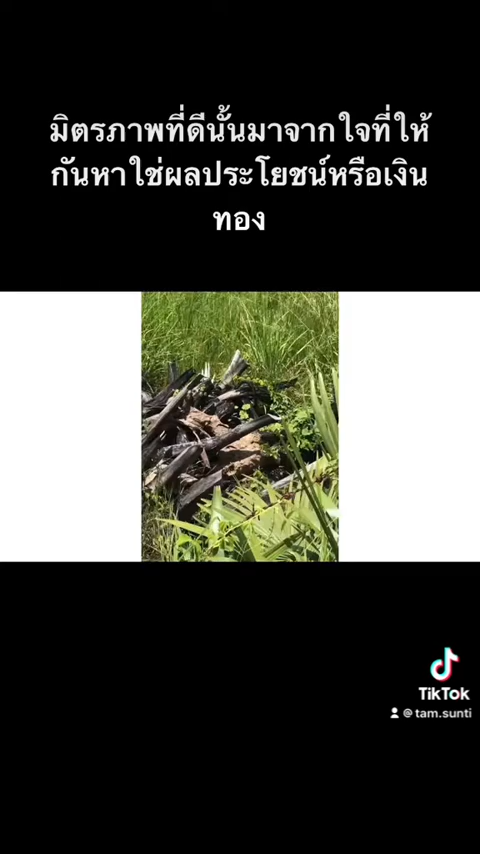 มิตรภาพที่ดีนั้นมาจากใจที่ให้
กันหาใช่ผลประโยชน์หรือเงิน
ทอง
TikTok
@tam.sunti